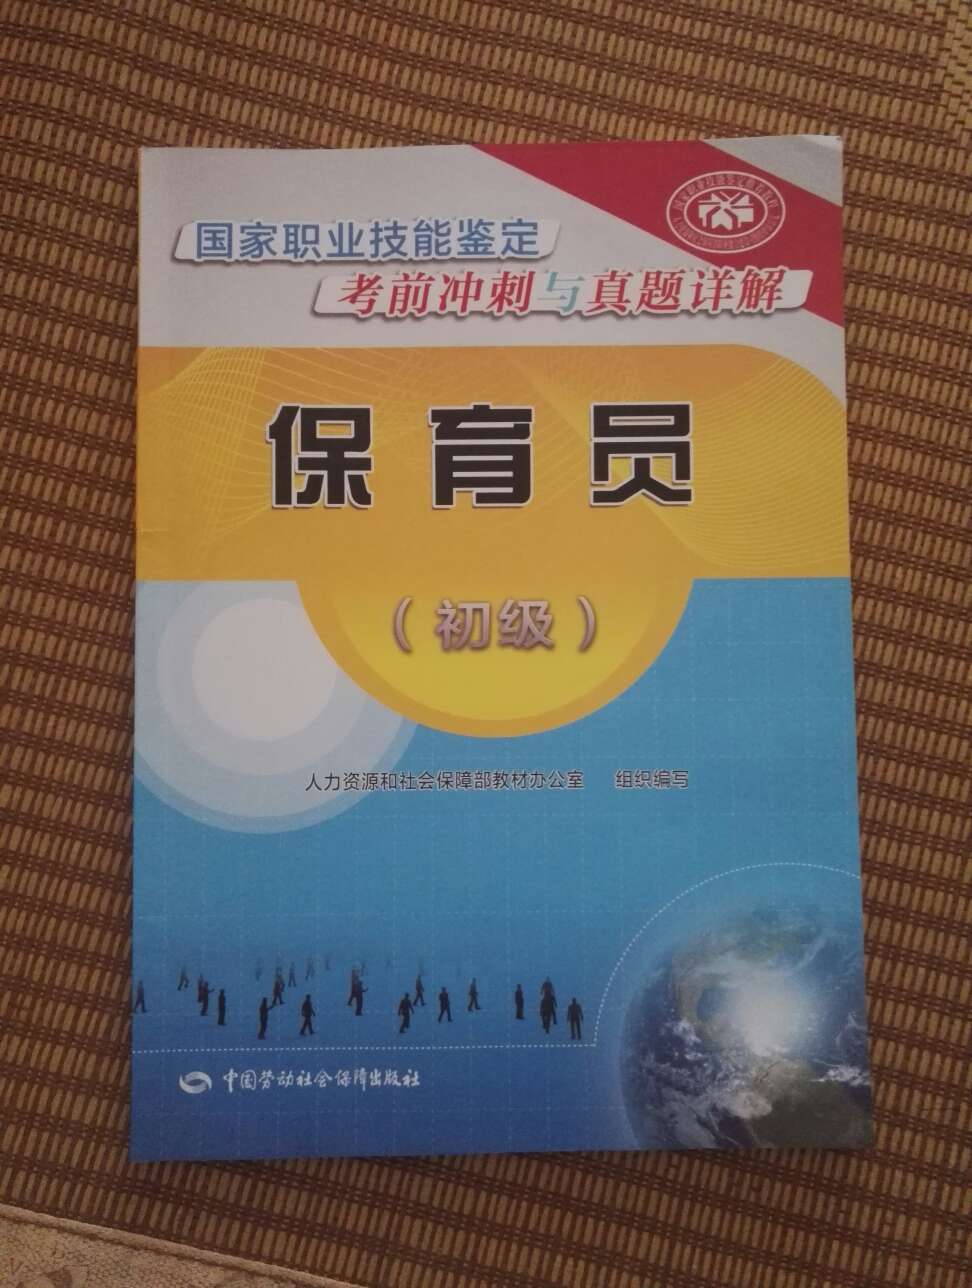 国家职业技能鉴定
考前冲刺与真题详解
保育员
（初级）
人力资源和社会保障部教材办公室 组织编写
中国劳动社会保障出版社